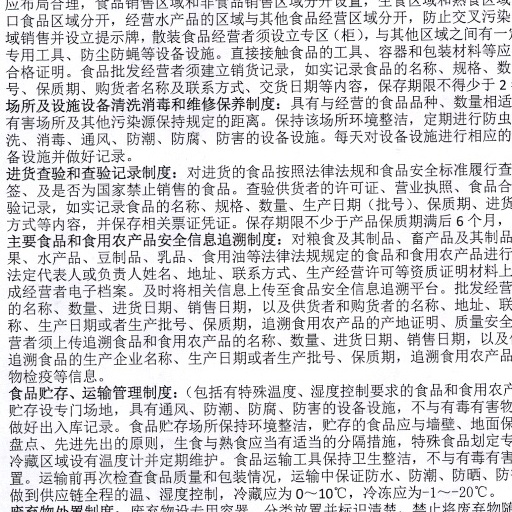 应布局合理，食品销售区域和非食品销售区域分开设置，生食区域和熟食区域
口食品区域分开，经营水产品的区域与其他食品经营区域分开，防止交叉污染
域销售并设立提示牌，散装食品经营者须设立专区（柜），与其他区域之间有一定
专用工具、防尘防蝇等设备设施。直接接触食品的工具、容器和包装材料等应
合格证明。食品批发经营者须建立销货记录，如实记录食品的名称、规格、数
号、保质期、购货者名称及联系方式、交货日期等内容，保存期限不得少于 2
场所及设施设备清洗消毒和维修保养制度：具有与经营的食品品种、数量相适
有害场所及其他污染源保持规定的距离。保持该场所环境整洁，定期进行防虫
洗、消毒、通风、防潮、防腐、防害的设备设施。每天对设备设施进行相应的
备设施并做好记录。
进货查验和查验记录制度：对进货的食品按照法律法规和食品安全标准履行查
签、及是否为国家禁止销售的食品。查验供货者的许可证、营业执照、食品合
验记录，如实记录食品的名称、规格、数量、生产日期（批号）、保质期、进货
方式等内容，并保存相关票证凭证。保存期限不少于产品保质期满后 6 个月，
主要食品和食用农产品安全信息追溯制度：对粮食及其制品、畜产品及其制品
果、水产品、豆制品、乳品、食用油等法律法规规定的食品和食用农产品进行
法定代表人或负责人姓名、地址、联系方式、生产经营许可等资质证明材料上
成经营者电子档案。及时将相关信息上传至食品安全信息追溯平台。批发经营
的名称、数量、进货日期、销售日期，以及供货者和购货者的名称、地址、联
称、生产日期或者生产批号、保质期，追溯食用农产品的产地证明、质量安全
营者须上传追溯食品和食用农产品的名称、数量、进货日期、销售日期，以及
追溯食品的生产企业名称、生产日期或者生产批号、保质期，追溯食用农产品
物检疫等信息。
食品贮存、运输管理制度：（包括有特殊温度、湿度控制要求的食品和食用农产
贮存设专门场地，具有通风、防潮、防腐、防害的设备设施，不与有毒有害物
做好出入库记录。食品贮存场所保持环境整洁，贮存的食品应与墙壁、地面保
盘点、先进先出的原则，生食与熟食应当有适当的分隔措施，特殊食品划定专
冷藏区域设有温度计并定期维护。食品运输工具保持卫生整洁，不与有毒有害
置。运输前再次检查食品质量和包装情况，运输中保证防水、防潮、防晒、防
做到供应链全程的温、湿度控制，冷藏应为 0～10℃，冷冻应为-1～-20℃。
废弃物处置制度：废弃物设专用容器，分类放置并标识清楚，禁止将废弃物随